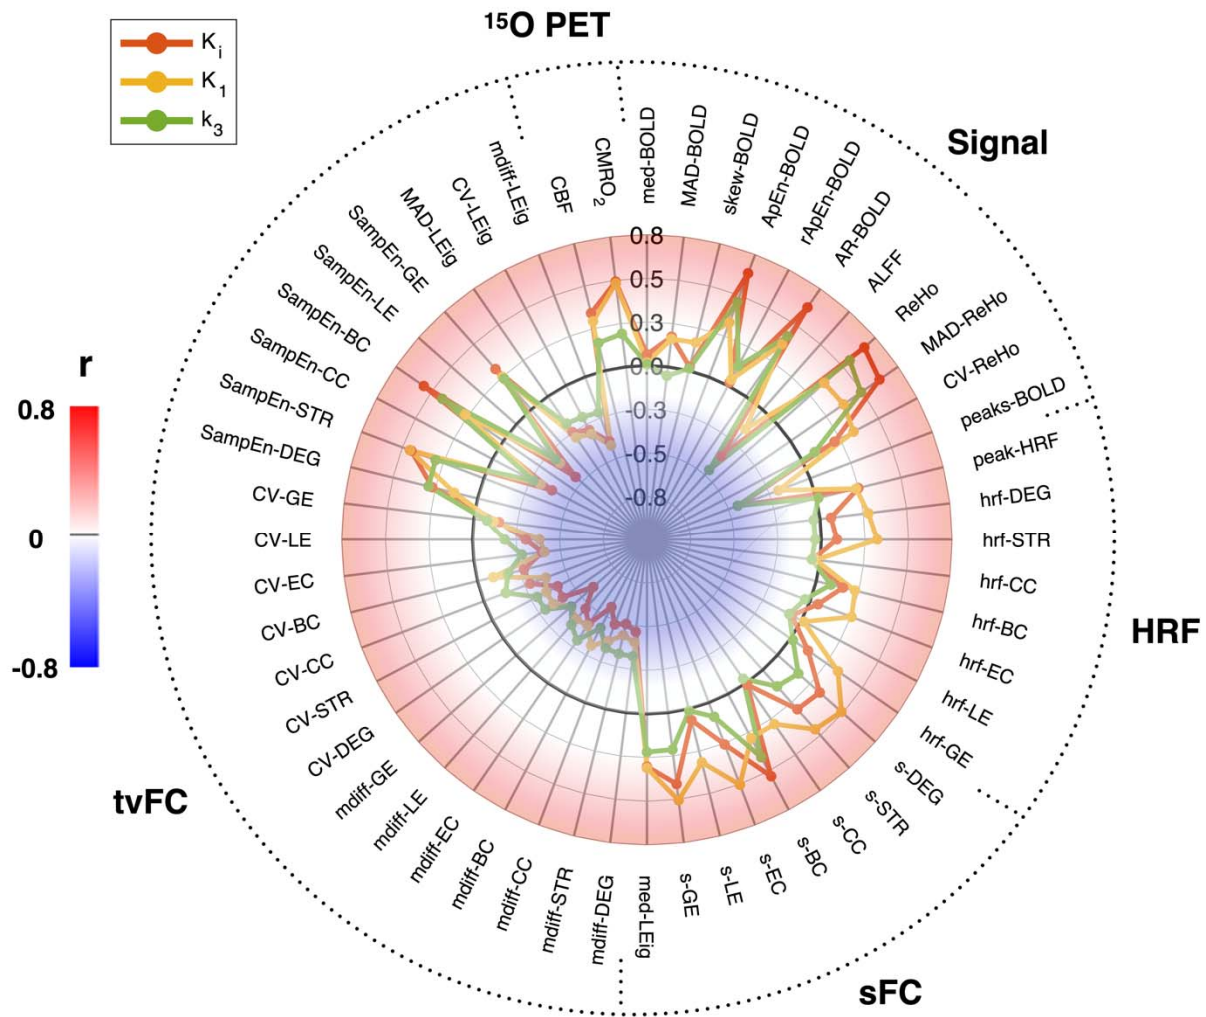 ¹⁵O PET
Kᵢ
K₁
k₃
Signal
HRF
sFC
tvFC
r
0.8
0
-0.8
0.8
0.5
0.3
0.0
-0.3
-0.5
-0.8
med-BOLD
MAD-BOLD
skew-BOLD
ApEn-BOLD
rApEn-BOLD
AR-BOLD
ALFF
ReHo
MAD-ReHo
CV-ReHo
peaks-BOLD
peak-HRF
hrf-DEG
hrf-STR
hrf-CC
hrf-BC
hrf-EC
hrf-LE
hrf-GE
s-DEG
s-STR
s-CC
s-BC
s-EC
s-LE
s-GE
med-LEig
mdiff-DEG
mdiff-STR
mdiff-CC
mdiff-BC
mdiff-EC
mdiff-LE
mdiff-GE
CV-DEG
CV-STR
CV-CC
CV-BC
CV-EC
CV-LE
CV-GE
SampEn-DEG
SampEn-STR
SampEn-CC
SampEn-BC
SampEn-LE
SampEn-GE
MAD-LEig
CV-LEig
mdiff-LEig
CBF
CMRO₂